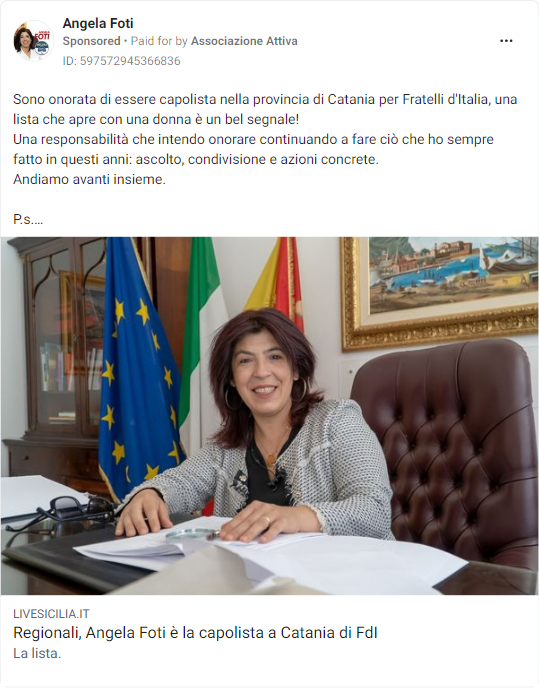 Angela Foti
Sponsored • Paid for by Associazione Attiva
ID: 597572945366836
Sono onorata di essere capolista nella provincia di Catania per Fratelli d'Italia, una
lista che apre con una donna è un bel segnale!
Una responsabilità che intendo onorare continuando a fare ciò che ho sempre
fatto in questi anni: ascolto, condivisione e azioni concrete.
Andiamo avanti insieme.
P.s....
LIVESICILIA.IT
Regionali, Angela Foti è la capolista a Catania di FdI
La lista.